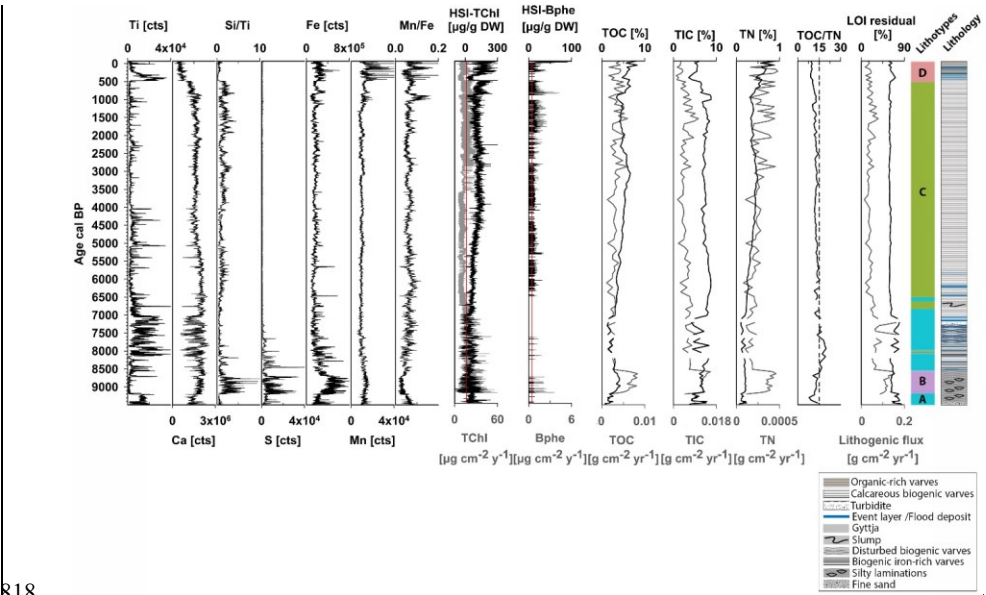 Ti [cts] Si/Ti Fe [cts] Mn/Fe HSI-TChl [µg/g DW] HSI-Bphe [µg/g DW] TOC [%] TIC [%] TN [%] TOC/TN LOI residual [%] Lithotypes Lithology
0 4x10⁴ 0 10 0 8x10⁵ 0.0 0.2 0 300 0 100 0 10 0 10 0 1 0 15 30 0 90
Age cal BP
0
500
1000
1500
2000
2500
3000
3500
4000
4500
5000
5500
6000
6500
7000
7500
8000
8500
9000
D
C
B
A
0 3x10⁶ 0 4x10⁴ 0 4x10⁴ 0 60 0 6 0 0.01 0 0.018 0 0.0005 0 0.2
Ca [cts] S [cts] Mn [cts] TChl Bphe TOC TIC TN Lithogenic flux
[µg cm⁻² y⁻¹] [µg cm⁻² y⁻¹] [g cm⁻² yr⁻¹] [g cm⁻² yr⁻¹] [g cm⁻² yr⁻¹] [g cm⁻² yr⁻¹]
Organic-rich varves
Calcareous biogenic varves
Turbidite
Event layer /Flood deposit
Gyttja
Slump
Disturbed biogenic varves
Biogenic iron-rich varves
Silty laminations
Fine sand
818